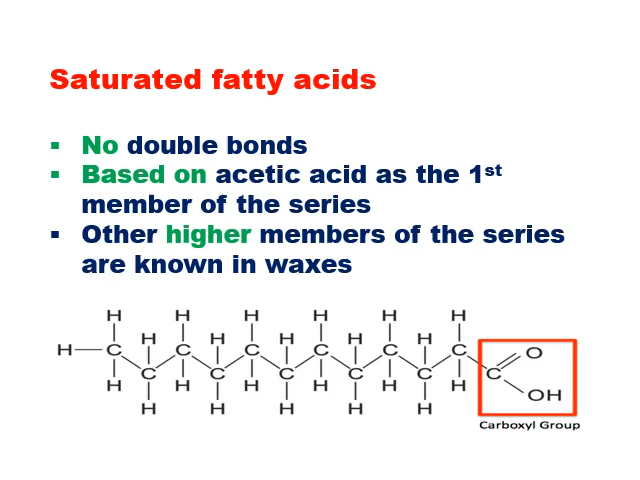 Saturated fatty acids
▪ No double bonds
▪ Based on acetic acid as the 1st
member of the series
▪ Other higher members of the series
are known in waxes
H H H H H H
H H H H H
H C C C C C C O
C C C C C C
H H H H H H OH
H H H H H
Carboxyl Group